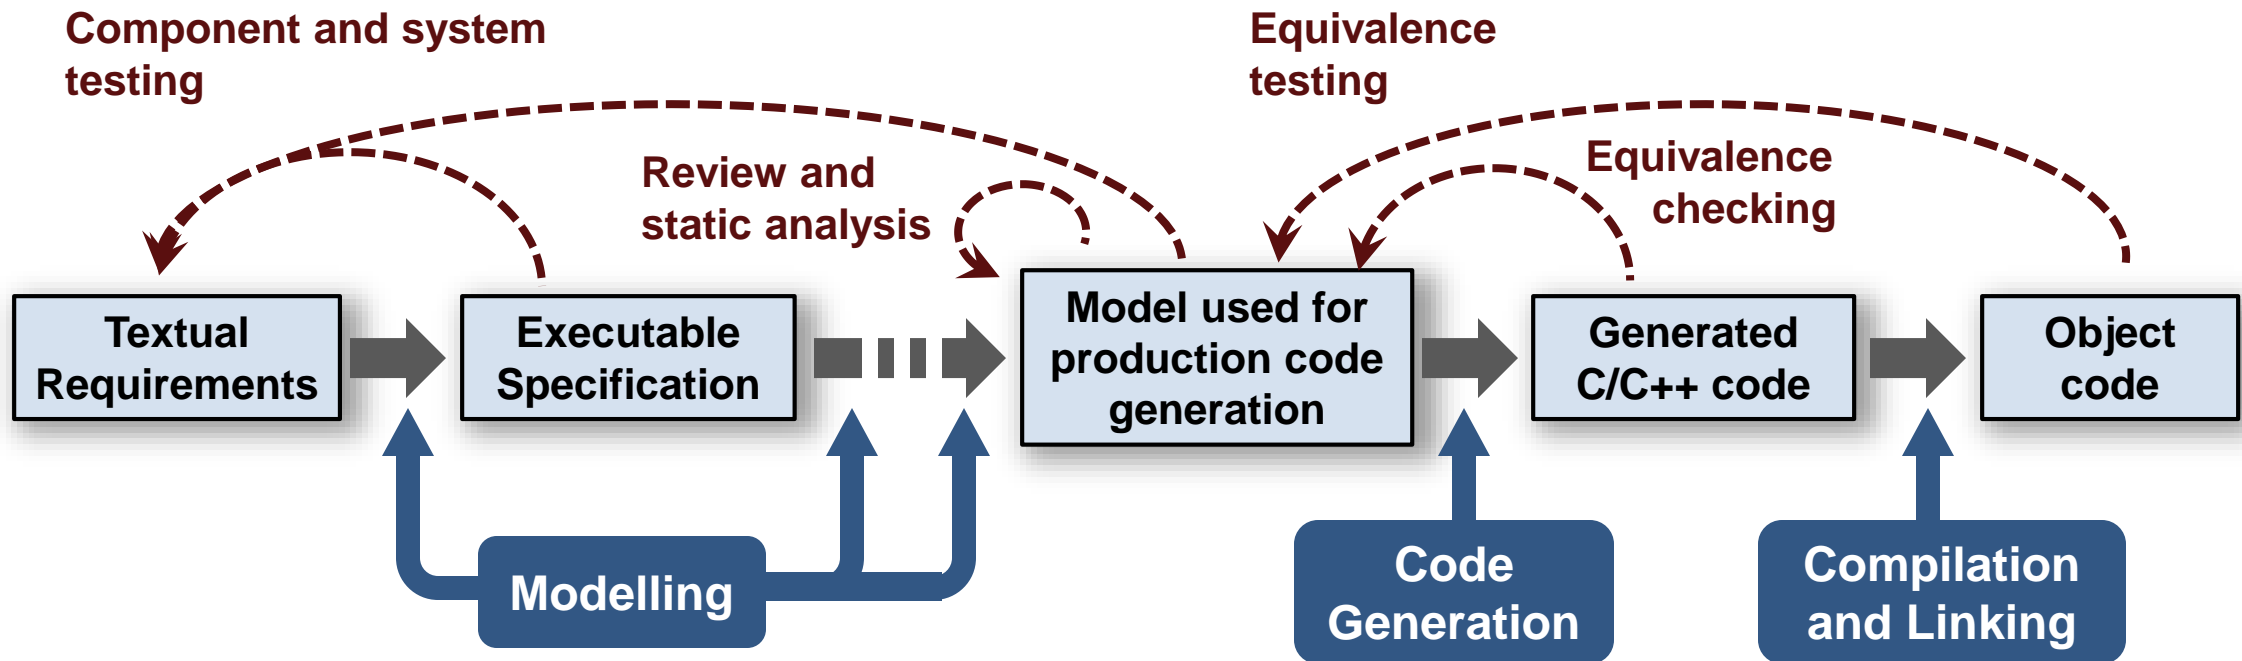 Component and system
testing
Equivalence
testing
Review and
static analysis
Equivalence
checking
Textual
Requirements
Executable
Specification
Model used for
production code
generation
Generated
C/C++ code
Object
code
Modelling
Code
Generation
Compilation
and Linking